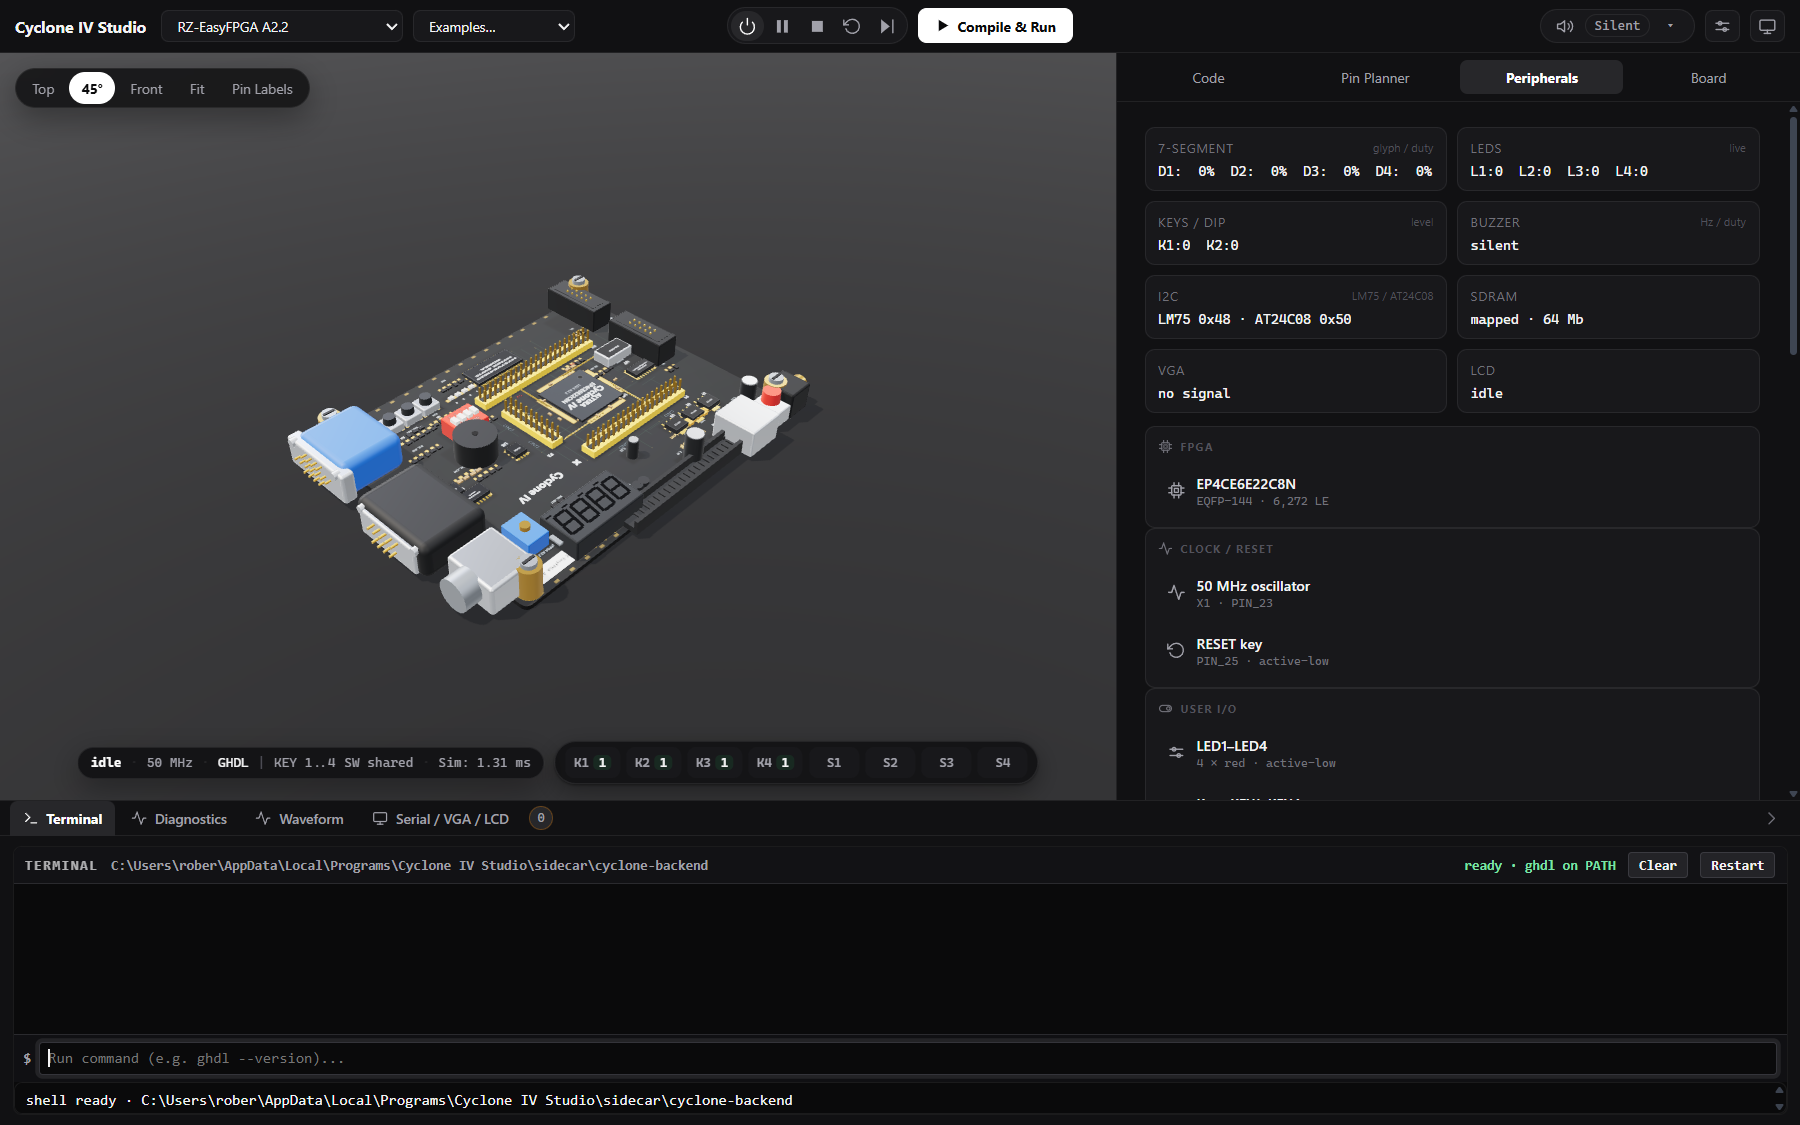 Cyclone IV Studio RZ-EasyFPGA A2.2 Examples... Compile & Run Silent
Top 45° Front Fit Pin Labels
Code Pin Planner Peripherals Board
7-SEGMENT glyph / duty
D1: 0% D2: 0% D3: 0% D4: 0%
LEDS live
L1:0 L2:0 L3:0 L4:0
KEYS / DIP level
K1:0 K2:0
BUZZER Hz / duty
silent
I2C LM75 / AT24C08
LM75 0x48 · AT24C08 0x50
SDRAM
mapped · 64 Mb
VGA
no signal
LCD
idle
FPGA
EP4CE6E22C8N
EQFP-144 · 6,272 LE
CLOCK / RESET
50 MHz oscillator
X1 · PIN_23
RESET key
PIN_25 · active-low
USER I/O
LED1–LED4
4 × red · active-low
Cyclone IV
8888
idle · 50 MHz · GHDL | KEY 1..4 SW shared · Sim: 1.31 ms
K1 1 K2 1 K3 1 K4 1 S1 S2 S3 S4
Terminal Diagnostics Waveform Serial / VGA / LCD 0
TERMINAL C:\Users\rober\AppData\Local\Programs\Cyclone IV Studio\sidecar\cyclone-backend ready · ghdl on PATH Clear Restart
$ Run command (e.g. ghdl --version)...
shell ready · C:\Users\rober\AppData\Local\Programs\Cyclone IV Studio\sidecar\cyclone-backend